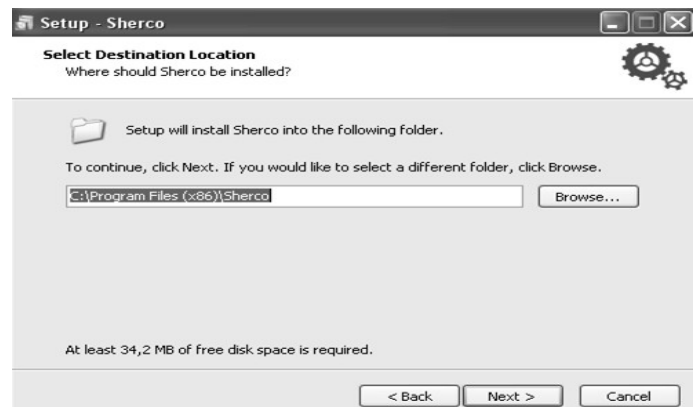 Setup - Sherco
Select Destination Location
Where should Sherco be installed?
Setup will install Sherco into the following folder.
To continue, click Next. If you would like to select a different folder, click Browse.
C:\Program Files (x86)\Sherco
Browse...
At least 34,2 MB of free disk space is required.
< Back
Next >
Cancel